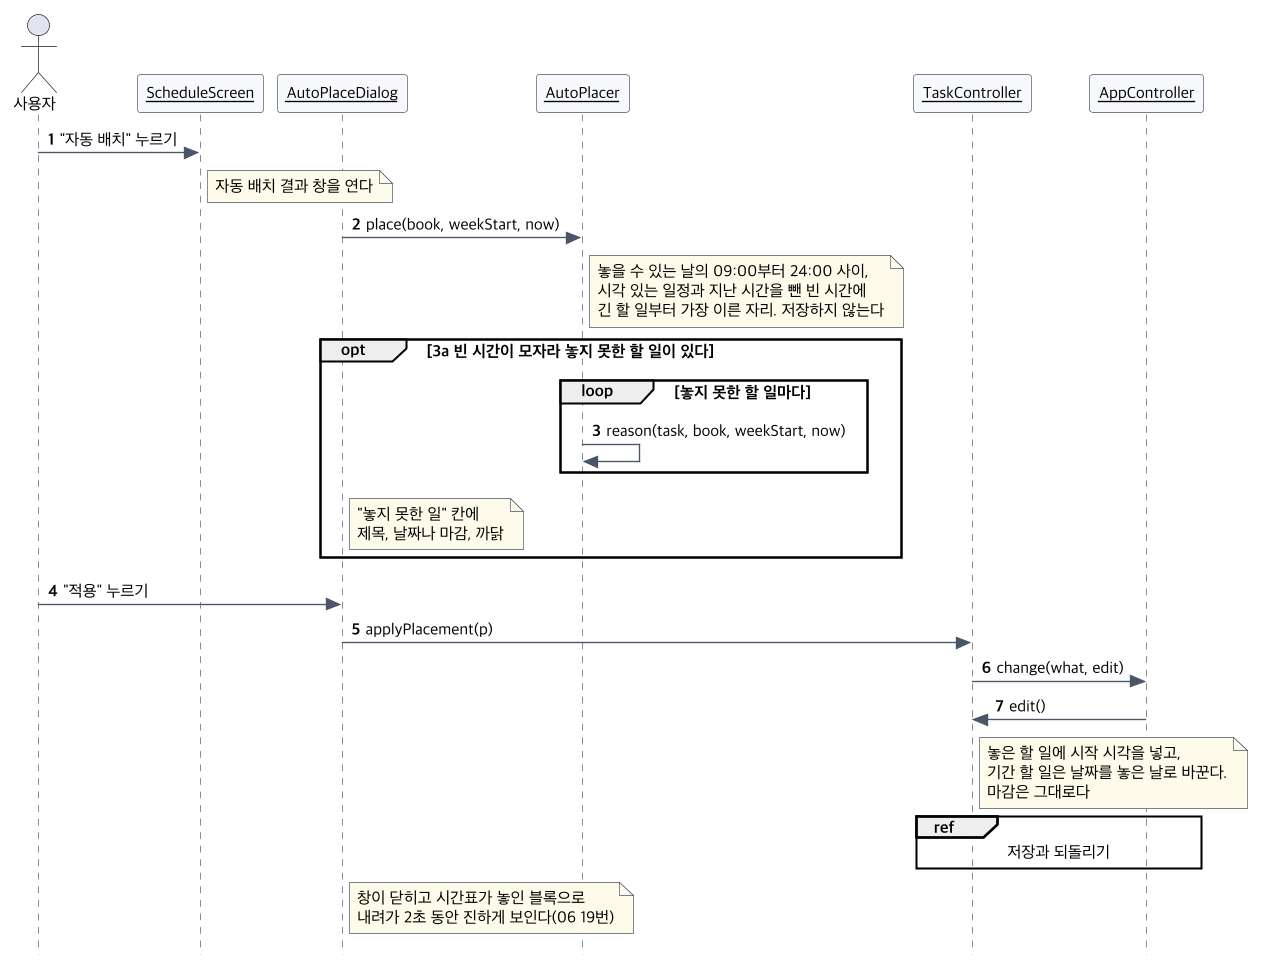 사용자
ScheduleScreen
AutoPlaceDialog
AutoPlacer
TaskController
AppController
1 "자동 배치" 누르기
자동 배치 결과 창을 연다
2 place(book, weekStart, now)
놓을 수 있는 날의 09:00부터 24:00 사이,
시각 있는 일정과 지난 시간을 뺀 빈 시간에
긴 할 일부터 가장 이른 자리. 저장하지 않는다
opt [3a 빈 시간이 모자라 놓지 못한 할 일이 있다]
loop [놓지 못한 할 일마다]
3 reason(task, book, weekStart, now)
"놓지 못한 일" 칸에
제목, 날짜나 마감, 까닭
4 "적용" 누르기
5 applyPlacement(p)
6 change(what, edit)
7 edit()
놓은 할 일에 시작 시각을 넣고,
기간 할 일은 날짜를 놓은 날로 바꾼다.
마감은 그대로다
ref
저장과 되돌리기
창이 닫히고 시간표가 놓인 블록으로
내려가 2초 동안 진하게 보인다(06 19번)